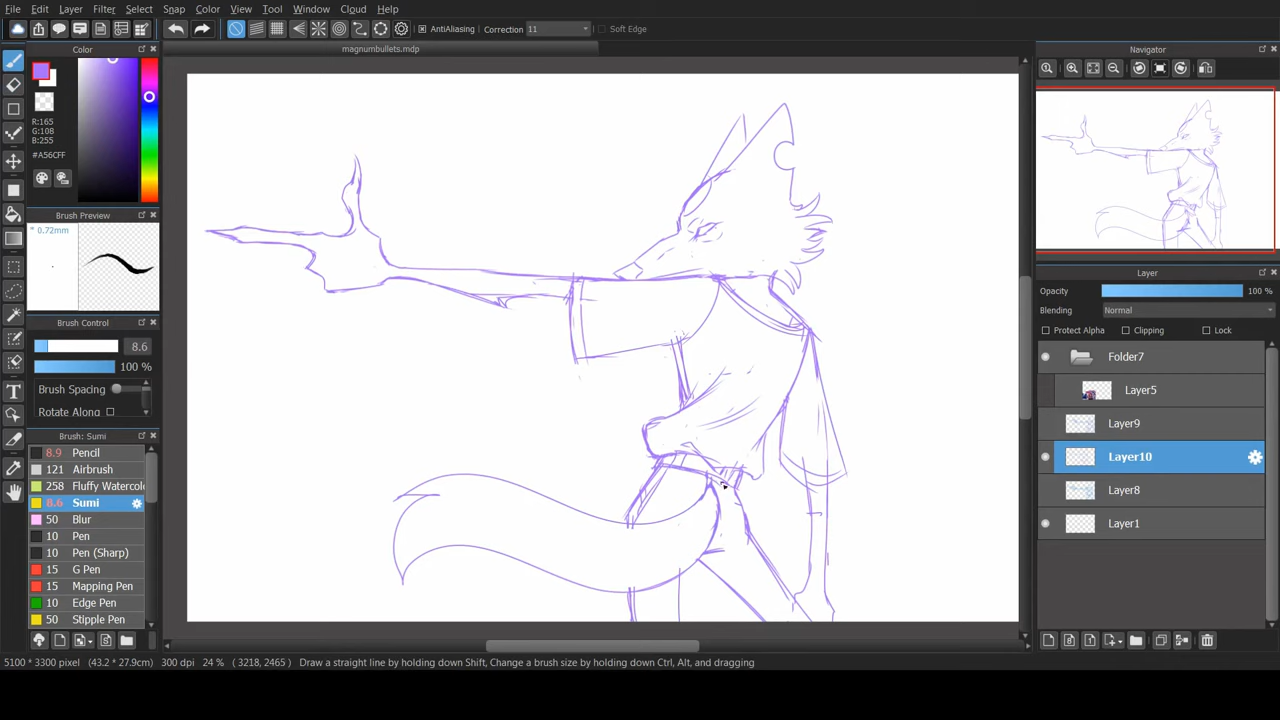 File Edit Layer Filter Select Snap Color View Tool Window Cloud Help
AntiAliasing Correction 11 Soft Edge
magnumbullets.mdp
Color
R:165
G:108
B:255
#A56CFF
Brush Preview
* 0.72mm
Brush Control
8.6
100 %
Brush Spacing
Rotate Along
Brush: Sumi
8.9 Pencil
121 Airbrush
258 Fluffy Watercolo
8.6 Sumi
50 Blur
10 Pen
10 Pen (Sharp)
15 G Pen
15 Mapping Pen
10 Edge Pen
50 Stipple Pen
Navigator
Layer
Opacity 100 %
Blending Normal
Protect Alpha Clipping Lock
Folder7
Layer5
Layer9
Layer10
Layer8
Layer1
5100 * 3300 pixel (43.2 * 27.9cm) 300 dpi 24 % ( 3218, 2465 ) Draw a straight line by holding down Shift, Change a brush size by holding down Ctrl, Alt, and dragging